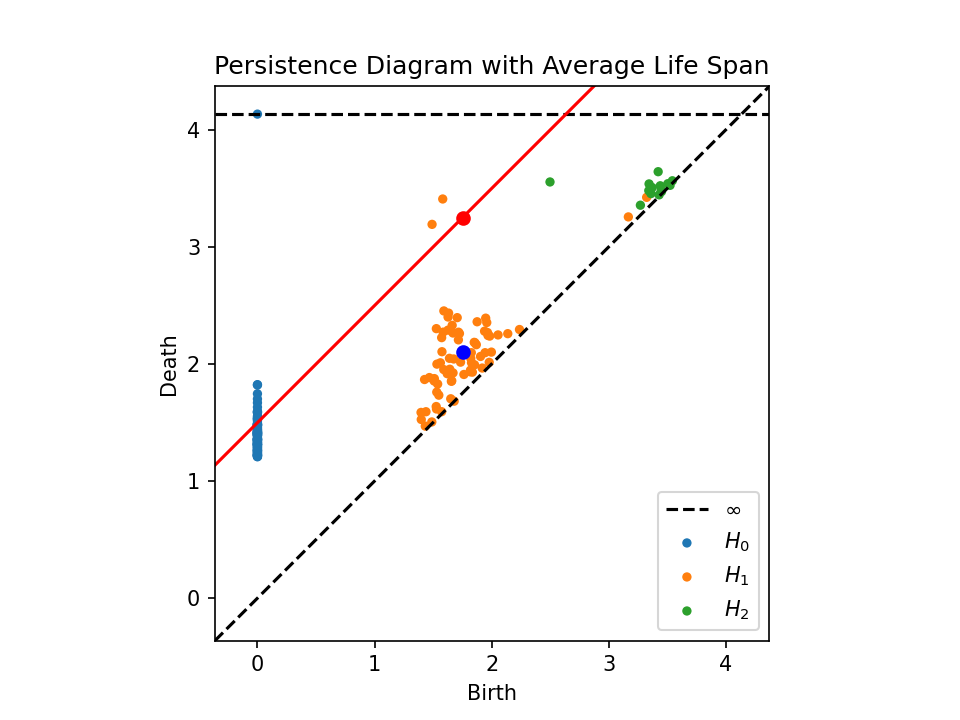 Persistence Diagram with Average Life Span
4
3
2
1
0
Death
0 1 2 3 4
Birth
∞
H₀
H₁
H₂